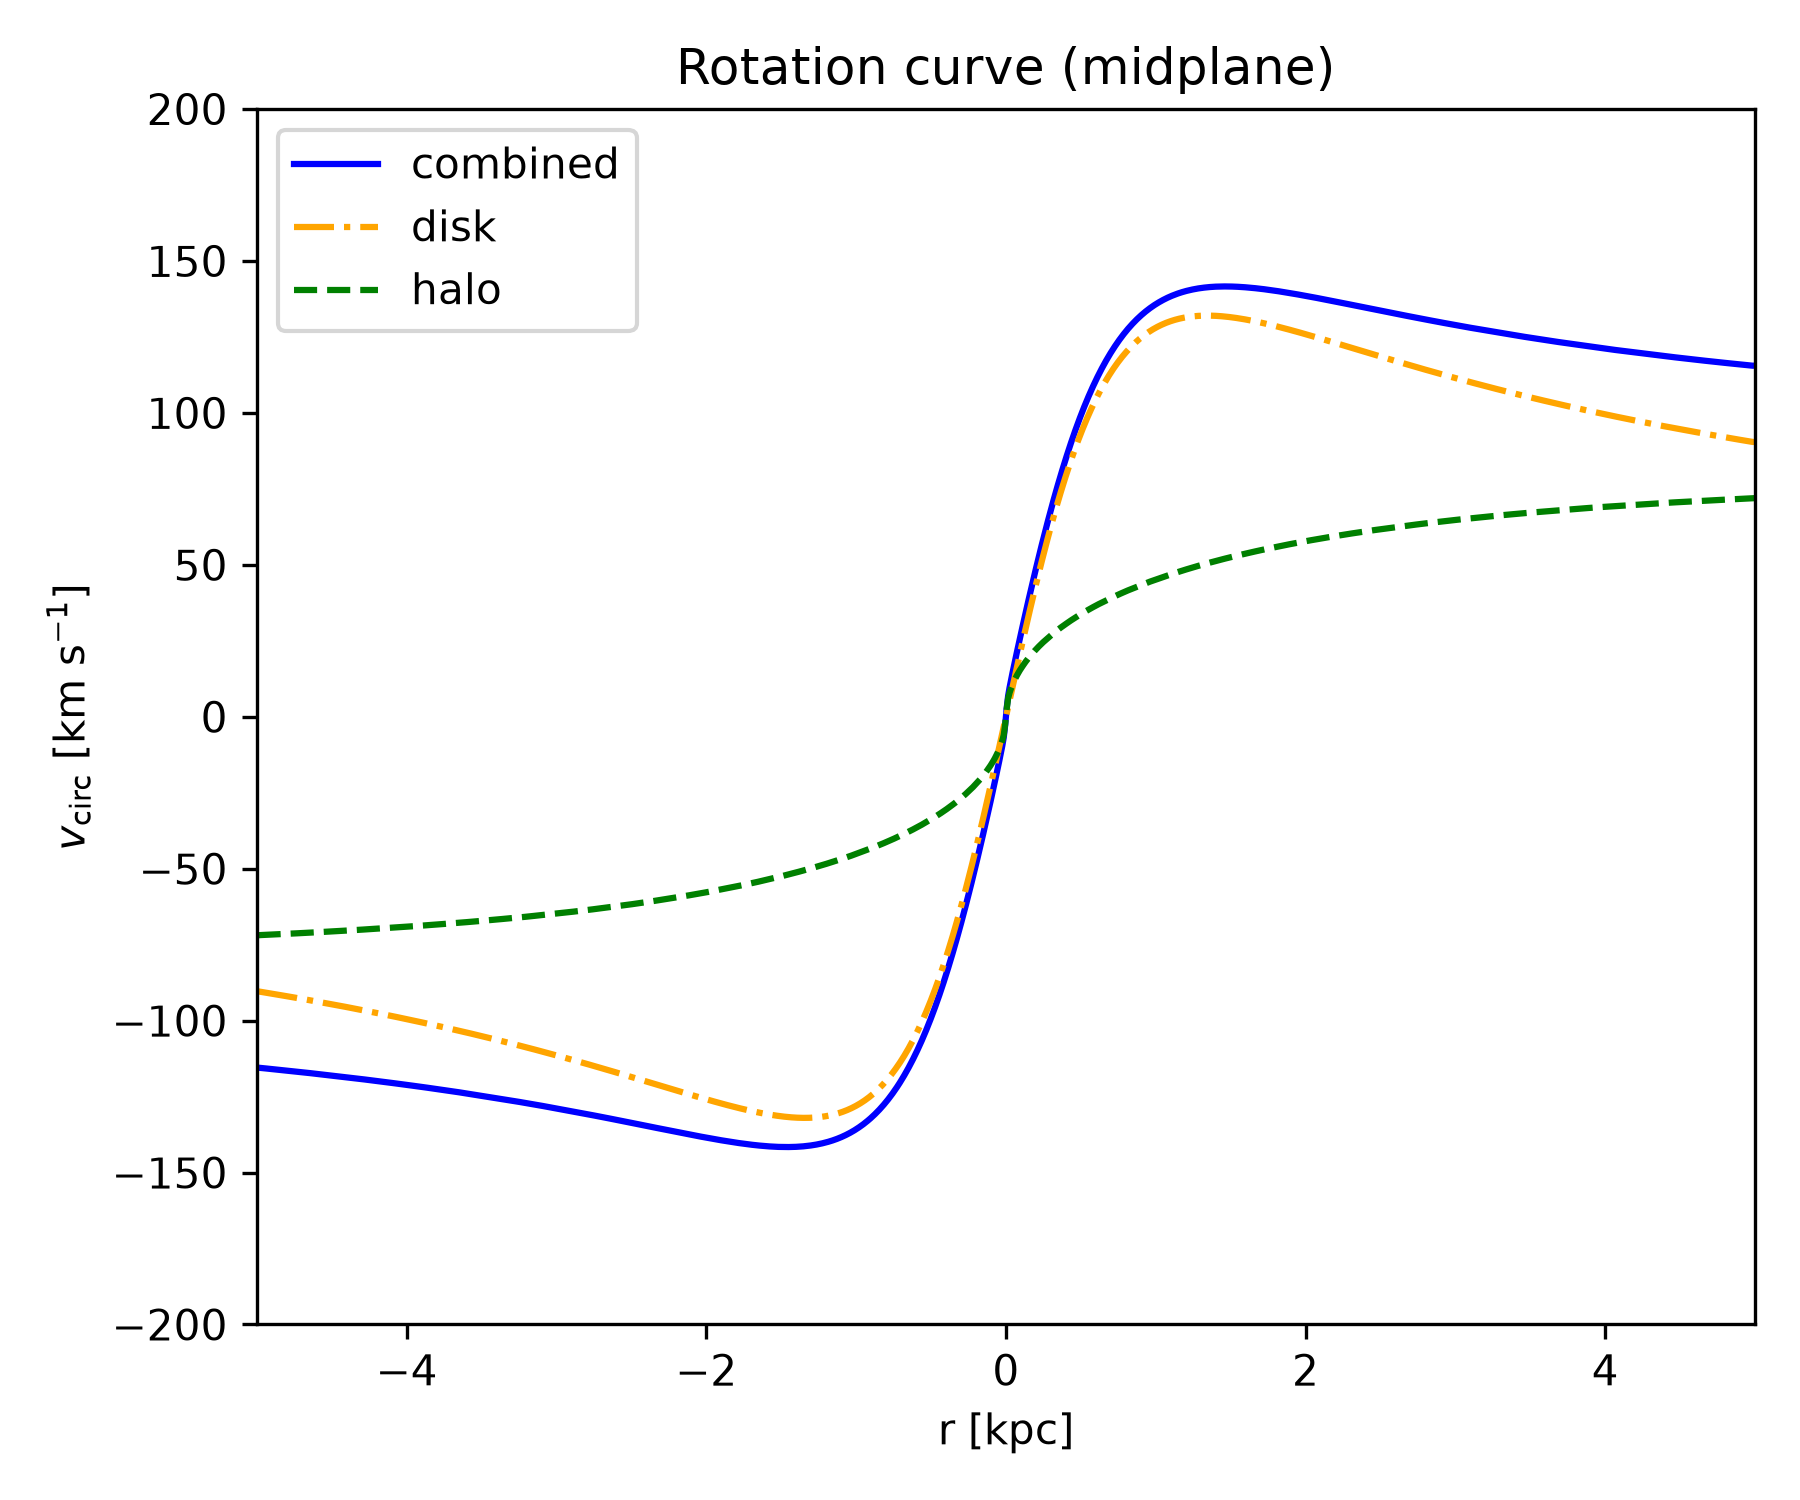 Rotation curve (midplane)
combined
disk
halo
200
150
100
50
0
−50
−100
−150
−200
v_circ [km s⁻¹]
−4 −2 0 2 4
r [kpc]